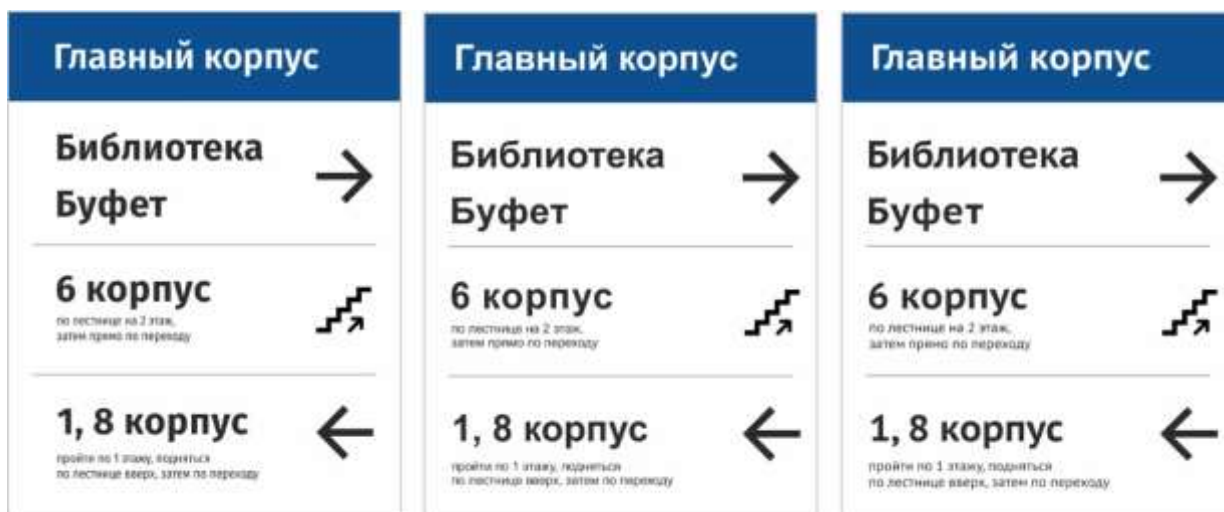 Главный корпус
Библиотека
Буфет
6 корпус
по лестнице на 2 этаж,
затем прямо по переходу
1, 8 корпус
пройти по 1 этажу, подняться
по лестнице вверх, затем по переходу
Главный корпус
Библиотека
Буфет
6 корпус
по лестнице на 2 этаж,
затем прямо по переходу
1, 8 корпус
пройти по 1 этажу, подняться
по лестнице вверх, затем по переходу
Главный корпус
Библиотека
Буфет
6 корпус
по лестнице на 2 этаж,
затем прямо по переходу
1, 8 корпус
пройти по 1 этажу, подняться
по лестнице вверх, затем по переходу